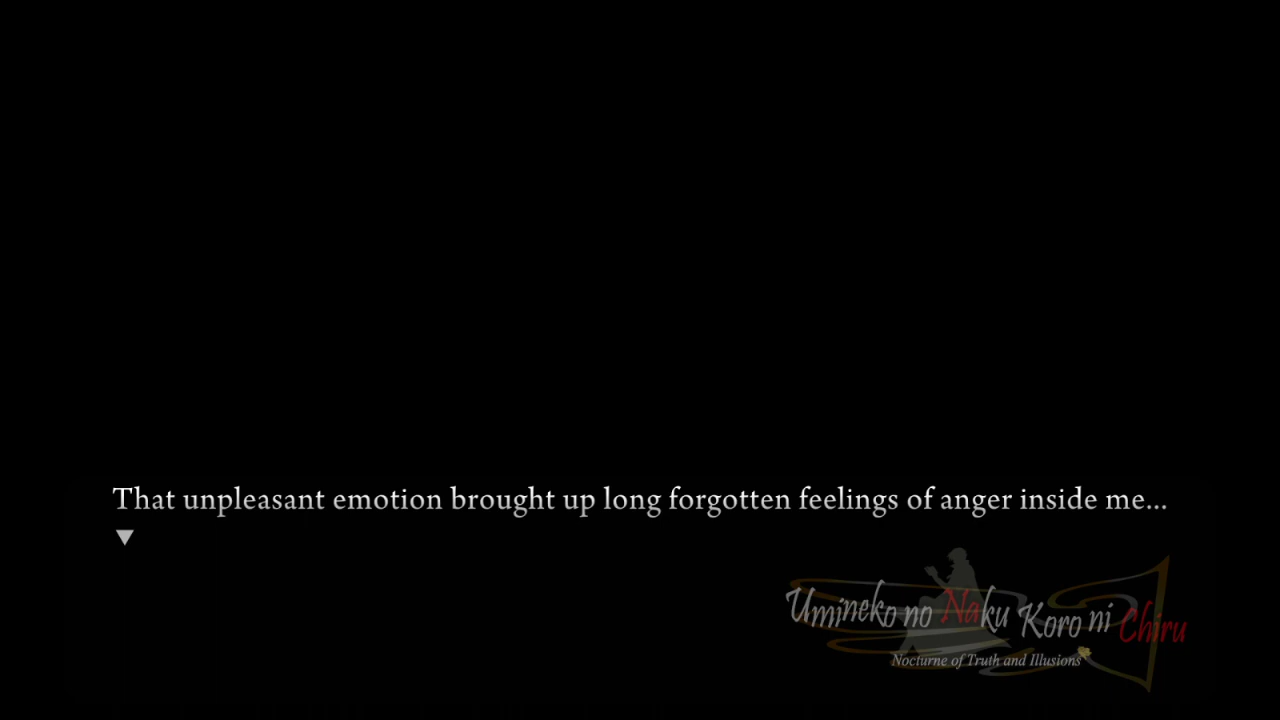 That unpleasant emotion brought up long forgotten feelings of anger inside me...
Umineko no Naku Koro ni Chiru
Nocturne of Truth and Illusions